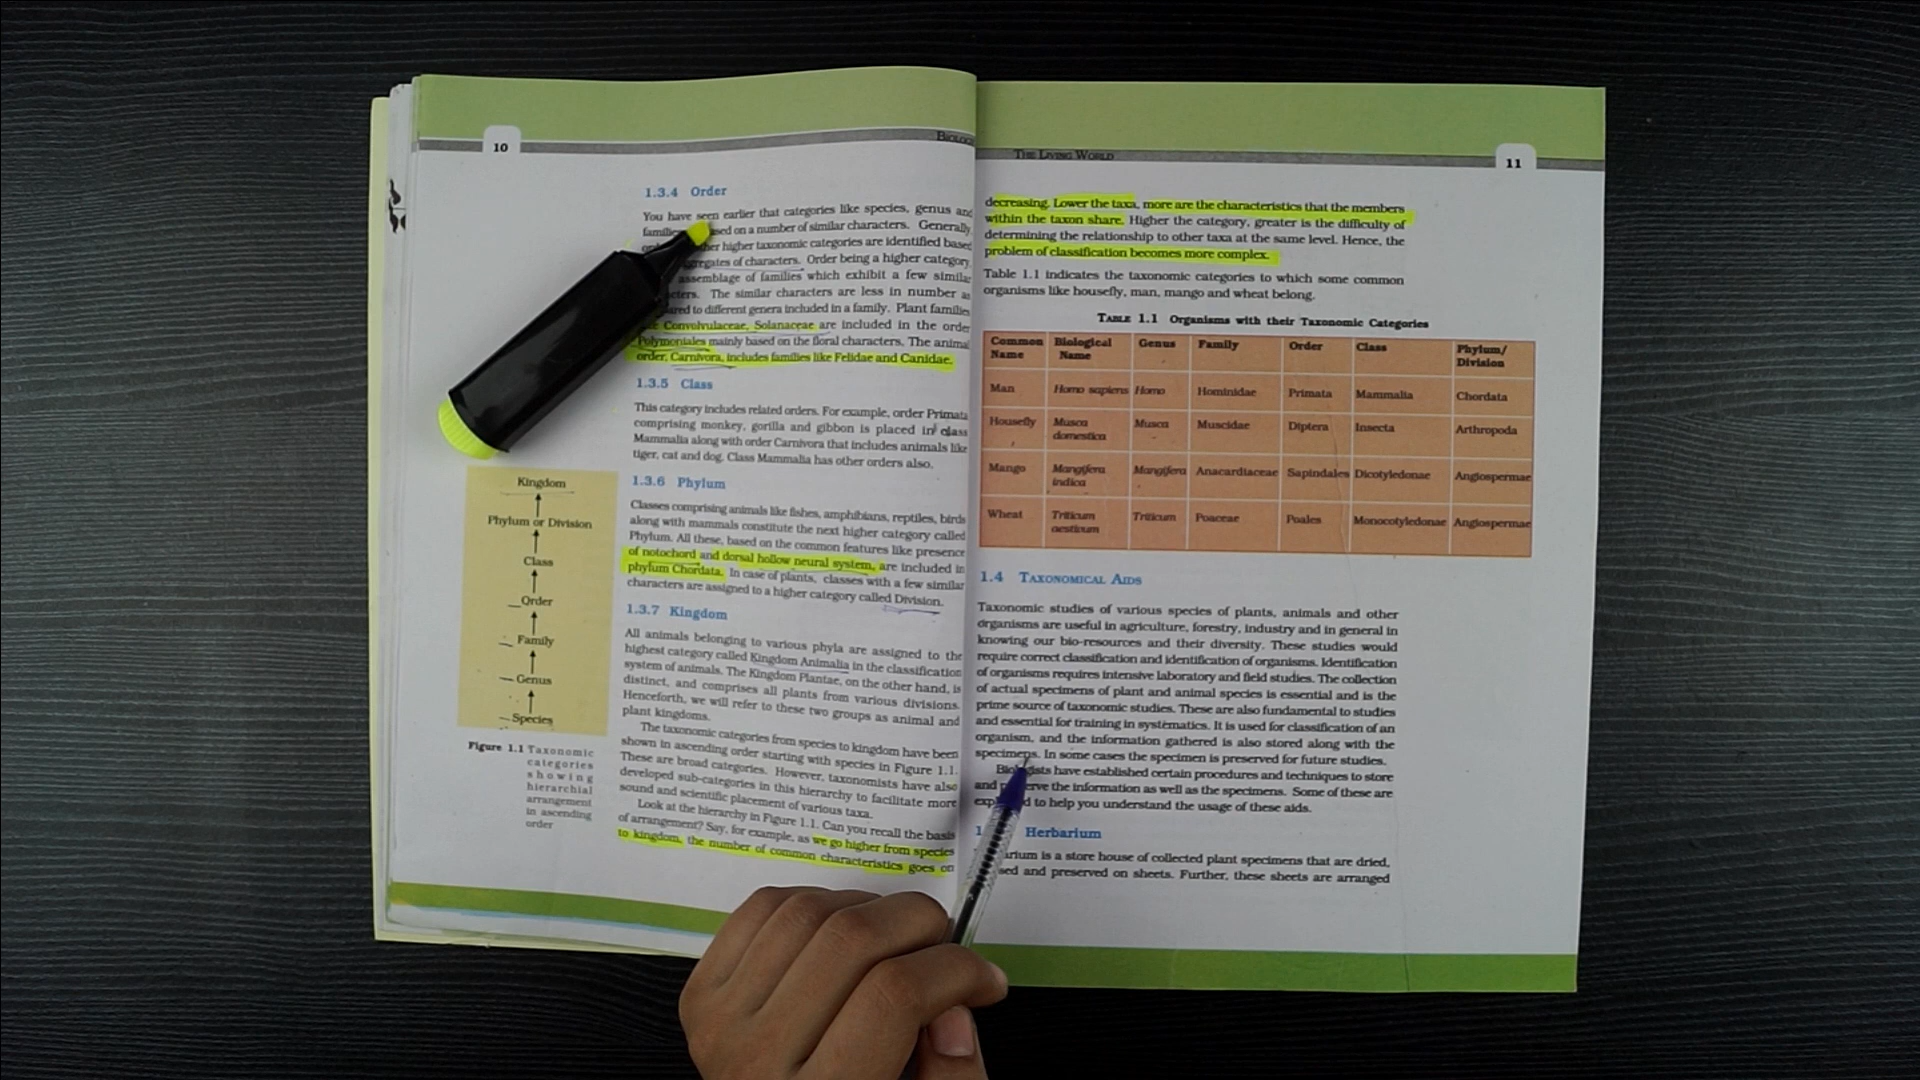 10
BIOLOG
1.3.4 Order
You have seen earlier that categories like species, genus and
sed on a number of similar characters. Generally,
her higher taxonomic categories are identified based
gregates of characters. Order being a higher category,
assemblage of families which exhibit a few similar
cters. The similar characters are less in number as
ared to different genera included in a family. Plant families
Convolvulaceae, Solanaceae are included in the order
Polymoniales mainly based on the floral characters. The animal
order, Carnivora, includes families like Felidae and Canidae.
1.3.5 Class
This category includes related orders. For example, order Primata
comprising monkey, gorilla and gibbon is placed in class
Mammalia along with order Carnivora that includes animals like
tiger, cat and dog. Class Mammalia has other orders also.
1.3.6 Phylum
Classes comprising animals like fishes, amphibians, reptiles, birds
along with mammals constitute the next higher category called
Phylum. All these, based on the common features like presence
of notochord and dorsal hollow neural system, are included in
phylum Chordata. In case of plants, classes with a few similar
characters are assigned to a higher category called Division.
1.3.7 Kingdom
All animals belonging to various phyla are assigned to the
highest category called Kingdom Animalia in the classification
system of animals. The Kingdom Plantae, on the other hand, is
distinct, and comprises all plants from various divisions.
Henceforth, we will refer to these two groups as animal and
plant kingdoms.
The taxonomic categories from species to kingdom have been
shown in ascending order starting with species in Figure 1.1.
These are broad categories. However, taxonomists have also
developed sub-categories in this hierarchy to facilitate more
sound and scientific placement of various taxa.
Look at the hierarchy in Figure 1.1. Can you recall the basis
of arrangement? Say, for example, as we go higher from species
to kingdom, the number of common characteristics goes on
Kingdom
Phylum or Division
Class
Order
Family
Genus
Species
Figure 1.1 Taxonomic
categories
showing
hierarchial
arrangement
in ascending
order
THE LIVING WORLD
11
decreasing. Lower the taxa, more are the characteristics that the members
within the taxon share. Higher the category, greater is the difficulty of
determining the relationship to other taxa at the same level. Hence, the
problem of classification becomes more complex.
Table 1.1 indicates the taxonomic categories to which some common
organisms like housefly, man, mango and wheat belong.
TABLE 1.1 Organisms with their Taxonomic Categories
Common Name Biological Name Genus Family Order Class Phylum/ Division
Man Homo sapiens Homo Hominidae Primata Mammalia Chordata
Housefly Musca domestica Musca Muscidae Diptera Insecta Arthropoda
Mango Mangifera indica Mangifera Anacardiaceae Sapindales Dicotyledonae Angiospermae
Wheat Triticum aestivum Triticum Poaceae Poales Monocotyledonae Angiospermae
1.4 TAXONOMICAL AIDS
Taxonomic studies of various species of plants, animals and other
organisms are useful in agriculture, forestry, industry and in general in
knowing our bio-resources and their diversity. These studies would
require correct classification and identification of organisms. Identification
of organisms requires intensive laboratory and field studies. The collection
of actual specimens of plant and animal species is essential and is the
prime source of taxonomic studies. These are also fundamental to studies
and essential for training in systematics. It is used for classification of an
organism, and the information gathered is also stored along with the
specimens. In some cases the specimen is preserved for future studies.
Biologists have established certain procedures and techniques to store
and preserve the information as well as the specimens. Some of these are
to help you understand the usage of these aids.
Herbarium
arium is a store house of collected plant specimens that are dried,
sed and preserved on sheets. Further, these sheets are arranged